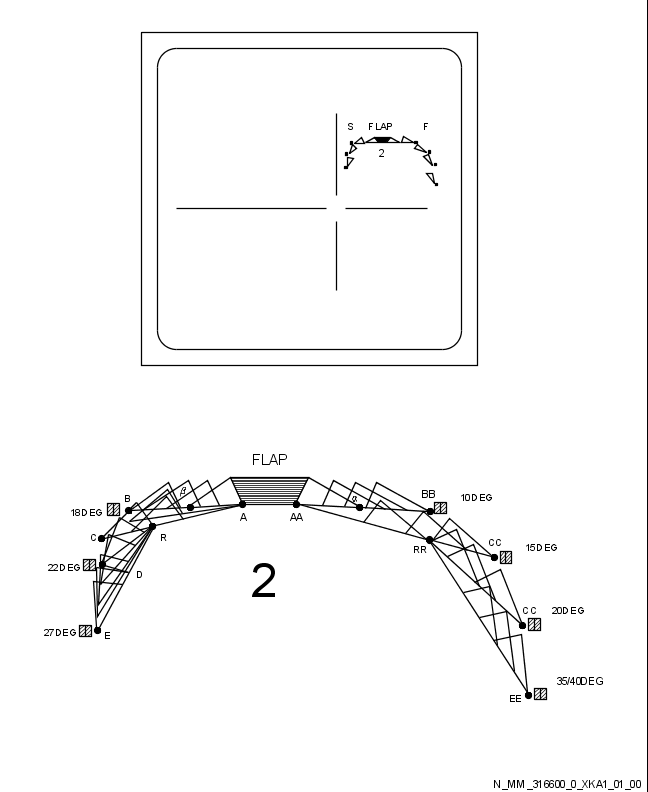 S FLAP F
2
FLAP
β
B
α
BB
10DEG
18DEG
A
AA
C
R
RR
CC
15DEG
22DEG
D
2
CC
20DEG
27DEG
E
35/40DEG
EE
N_MM_316600_0_XKA1_01_00